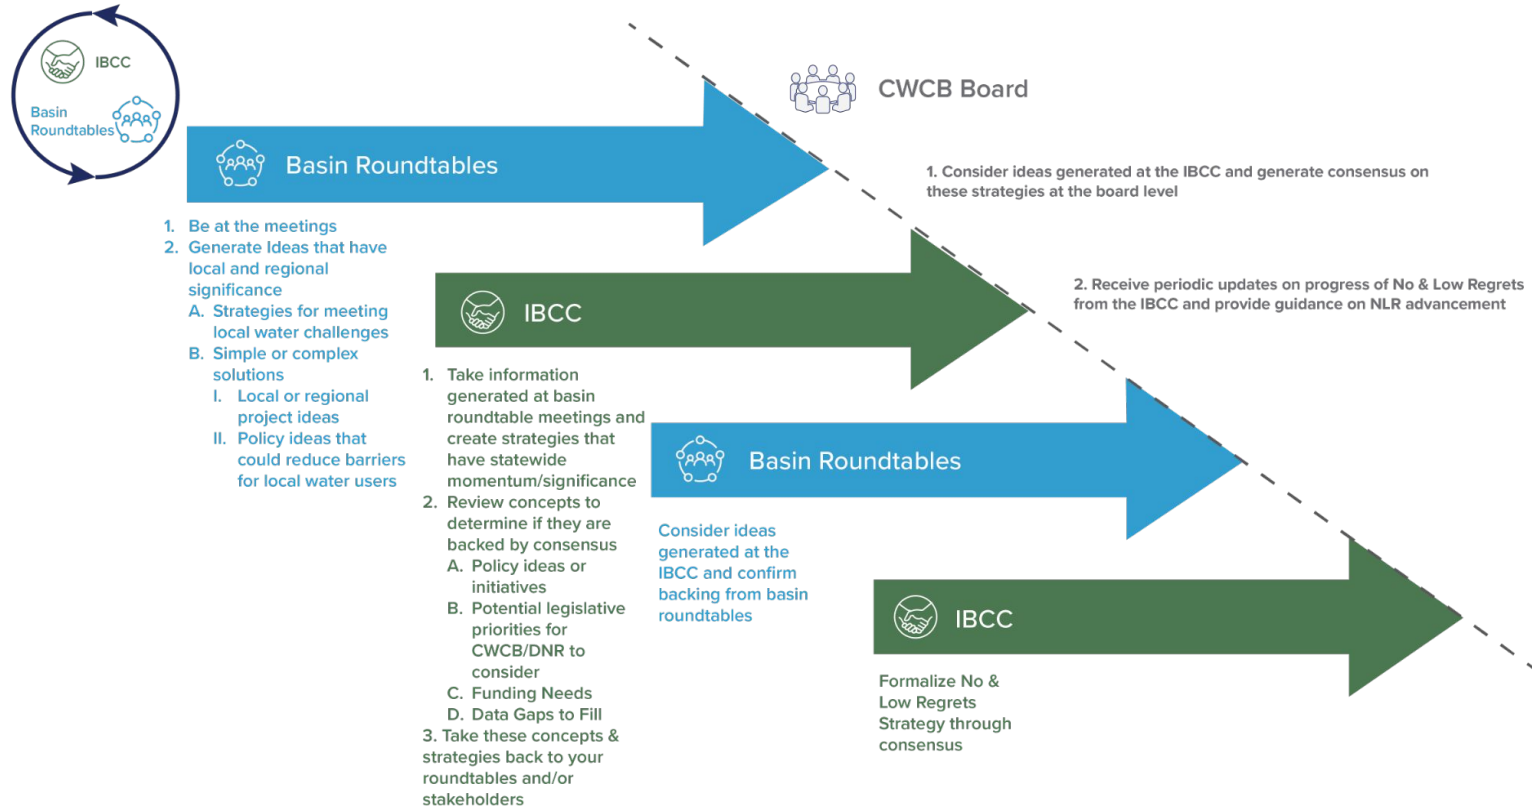 IBCC
Basin
Roundtables
CWCB Board
1. Consider ideas generated at the IBCC and generate consensus on
these strategies at the board level
2. Receive periodic updates on progress of No & Low Regrets
from the IBCC and provide guidance on NLR advancement
Basin Roundtables
1. Be at the meetings
2. Generate Ideas that have
local and regional
significance
A. Strategies for meeting
local water challenges
B. Simple or complex
solutions
I. Local or regional
project ideas
II. Policy ideas that
could reduce barriers
for local water users
IBCC
1. Take information
generated at basin
roundtable meetings and
create strategies that
have statewide
momentum/significance
2. Review concepts to
determine if they are
backed by consensus
A. Policy ideas or
initiatives
B. Potential legislative
priorities for
CWCB/DNR to
consider
C. Funding Needs
D. Data Gaps to Fill
3. Take these concepts &
strategies back to your
roundtables and/or
stakeholders
Basin Roundtables
Consider ideas
generated at the
IBCC and confirm
backing from basin
roundtables
IBCC
Formalize No &
Low Regrets
Strategy through
consensus